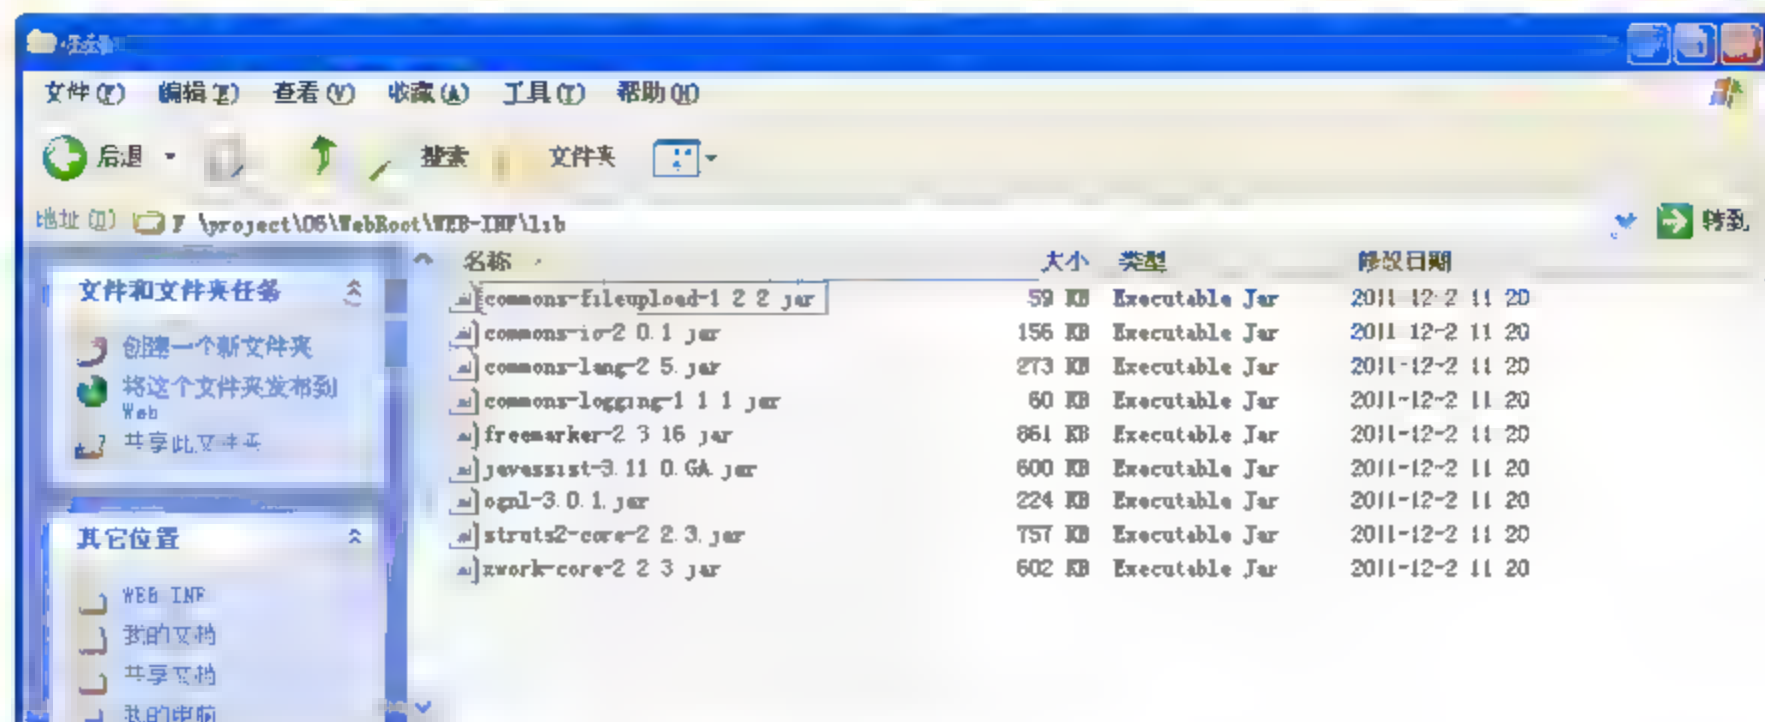 文件(F) 编辑(E) 查看(V) 收藏(A) 工具(T) 帮助(H)
后退 搜索 文件夹
地址(D) F \project\06\WebRoot\WEB-INF\lib 转到
名称 大小 类型 修改日期
文件和文件夹任务
创建一个新文件夹
将这个文件夹发布到
Web
共享此文件夹
其它位置
WEB INF
我的文档
共享文档
我的电脑
commons-fileupload-1 2 2 jar 59 KB Executable Jar 2011-12-2 11 20
commons-io-2 0.1 jar 156 KB Executable Jar 2011-12-2 11 20
commons-lang-2 5.jar 273 KB Executable Jar 2011-12-2 11 20
commons-logging-1 1 1 jar 60 KB Executable Jar 2011-12-2 11 20
freemarker-2 3 16 jar 861 KB Executable Jar 2011-12-2 11 20
javassist-3.11 0.GA jar 600 KB Executable Jar 2011-12-2 11 20
ognl-3.0.1.jar 224 KB Executable Jar 2011-12-2 11 20
struts2-core-2 2.3.jar 757 KB Executable Jar 2011-12-2 11 20
xwork-core-2 2 3 jar 602 KB Executable Jar 2011-12-2 11 20